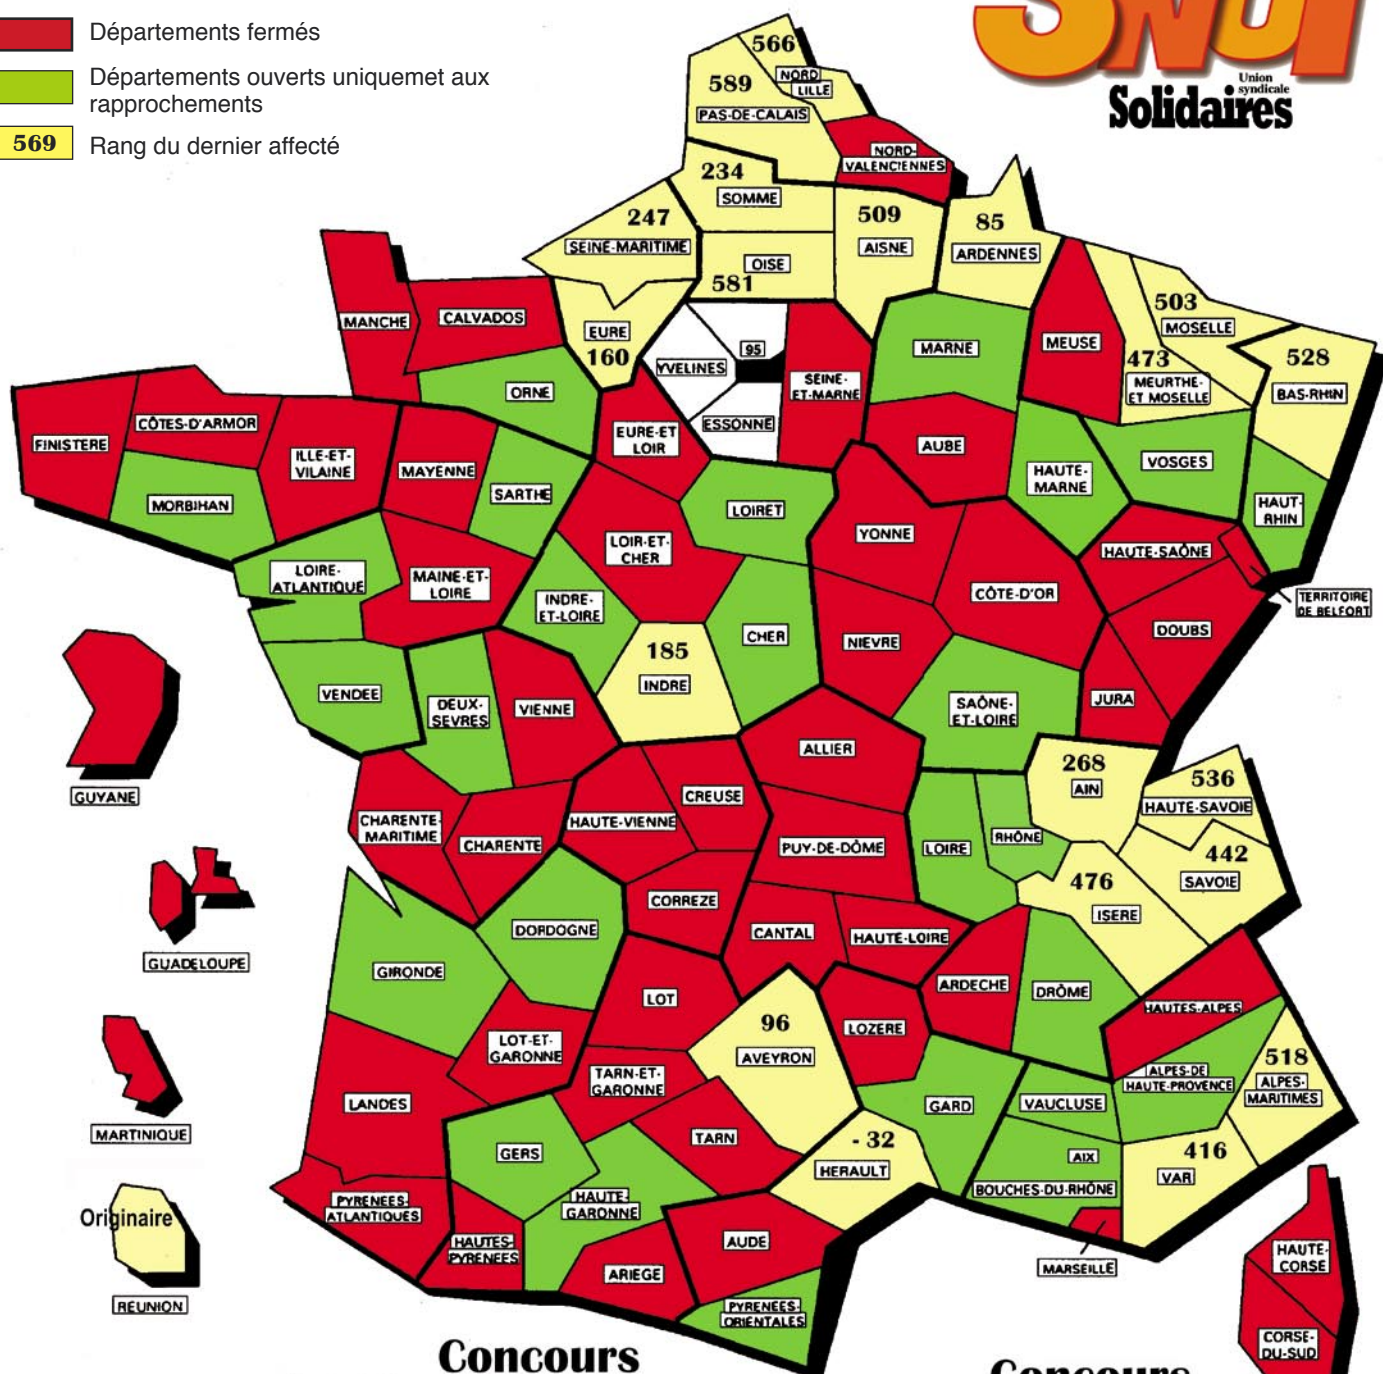 Départements fermés
Départements ouverts uniquemet aux
rapprochements
569 Rang du dernier affecté
SNUI
Union
syndicale
Solidaires
566
NORD
LILLE
589
PAS-DE-CALAIS
NORD-
VALENCIENNES
234
SOMME
247
SEINE-MARITIME
509
AISNE
85
ARDENNES
OISE
581
MANCHE
CALVADOS
EURE
160
ORNE
YVELINES
95
ESSONNE
SEINE-
ET-MARNE
MARNE
MEUSE
503
MOSELLE
473
MEURTHE-
ET MOSELLE
528
BAS-RHIN
FINISTERE
CÔTES-D'ARMOR
ILLE-ET-
VILAINE
MORBIHAN
MAYENNE
SARTHE
EURE-ET
LOIR
AUBE
HAUTE-
MARNE
VOSGES
HAUT-
RHIN
LOIRET
YONNE
LOIR-ET-
CHER
HAUTE-SAÔNE
TERRITOIRE
DE BELFORT
LOIRE-
ATLANTIQUE
MAINE-ET-
LOIRE
INDRE-
ET-LOIRE
CHER
CÔTE-D'OR
NIEVRE
DOUBS
185
INDRE
VENDEE
DEUX-
SEVRES
VIENNE
SAÔNE-
ET-LOIRE
JURA
GUYANE
ALLIER
268
AIN
536
HAUTE-SAVOIE
CHARENTE-
MARITIME
CHARENTE
HAUTE-VIENNE
CREUSE
PUY-DE-DÔME
LOIRE
RHÔNE
442
SAVOIE
476
ISERE
CORREZE
GUADELOUPE
DORDOGNE
CANTAL
HAUTE-LOIRE
GIRONDE
LOT
ARDECHE
DRÔME
HAUTES-ALPES
LOT-ET-
GARONNE
96
AVEYRON
LOZERE
518
ALPES-
MARITIMES
ALPES-DE
HAUTE-PROVENCE
TARN-ET-
GARONNE
LANDES
GARD
VAUCLUSE
MARTINIQUE
GERS
TARN
- 32
HERAULT
AIX
BOUCHES-DU-RHÔNE
416
VAR
Originaire
REUNION
PYRENEES-
ATLANTIQUES
HAUTES-
PYRENEES
HAUTE-
GARONNE
ARIEGE
AUDE
PYRENEES-
ORIENTALES
MARSEILLE
HAUTE-
CORSE
CORSE-
DU-SUD
Concours
Concours